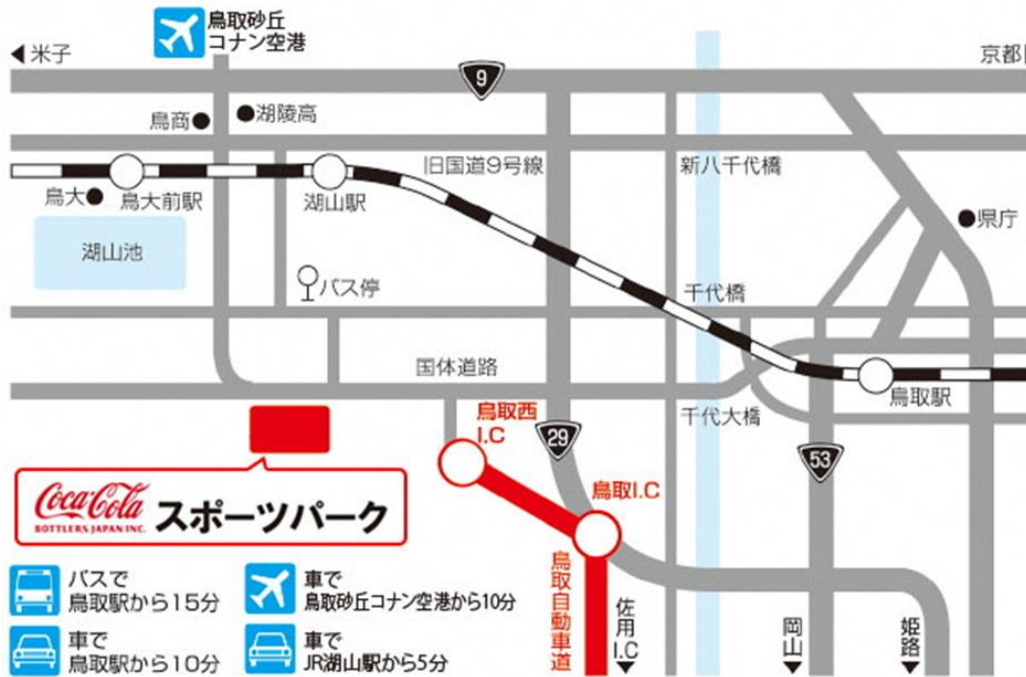 鳥取砂丘
コナン空港
米子
9
京都
鳥商
湖陵高
旧国道9号線
新八千代橋
鳥大
鳥大前駅
湖山駅
県庁
湖山池
バス停
千代橋
国体道路
鳥取駅
鳥取西
I.C
千代大橋
29
53
鳥取I.C
Coca-Cola
BOTTLERS JAPAN INC.
スポーツパーク
鳥取自動車道
佐用I.C
岡山
姫路
バスで
鳥取駅から15分
車で
鳥取砂丘コナン空港から10分
車で
鳥取駅から10分
車で
JR湖山駅から5分